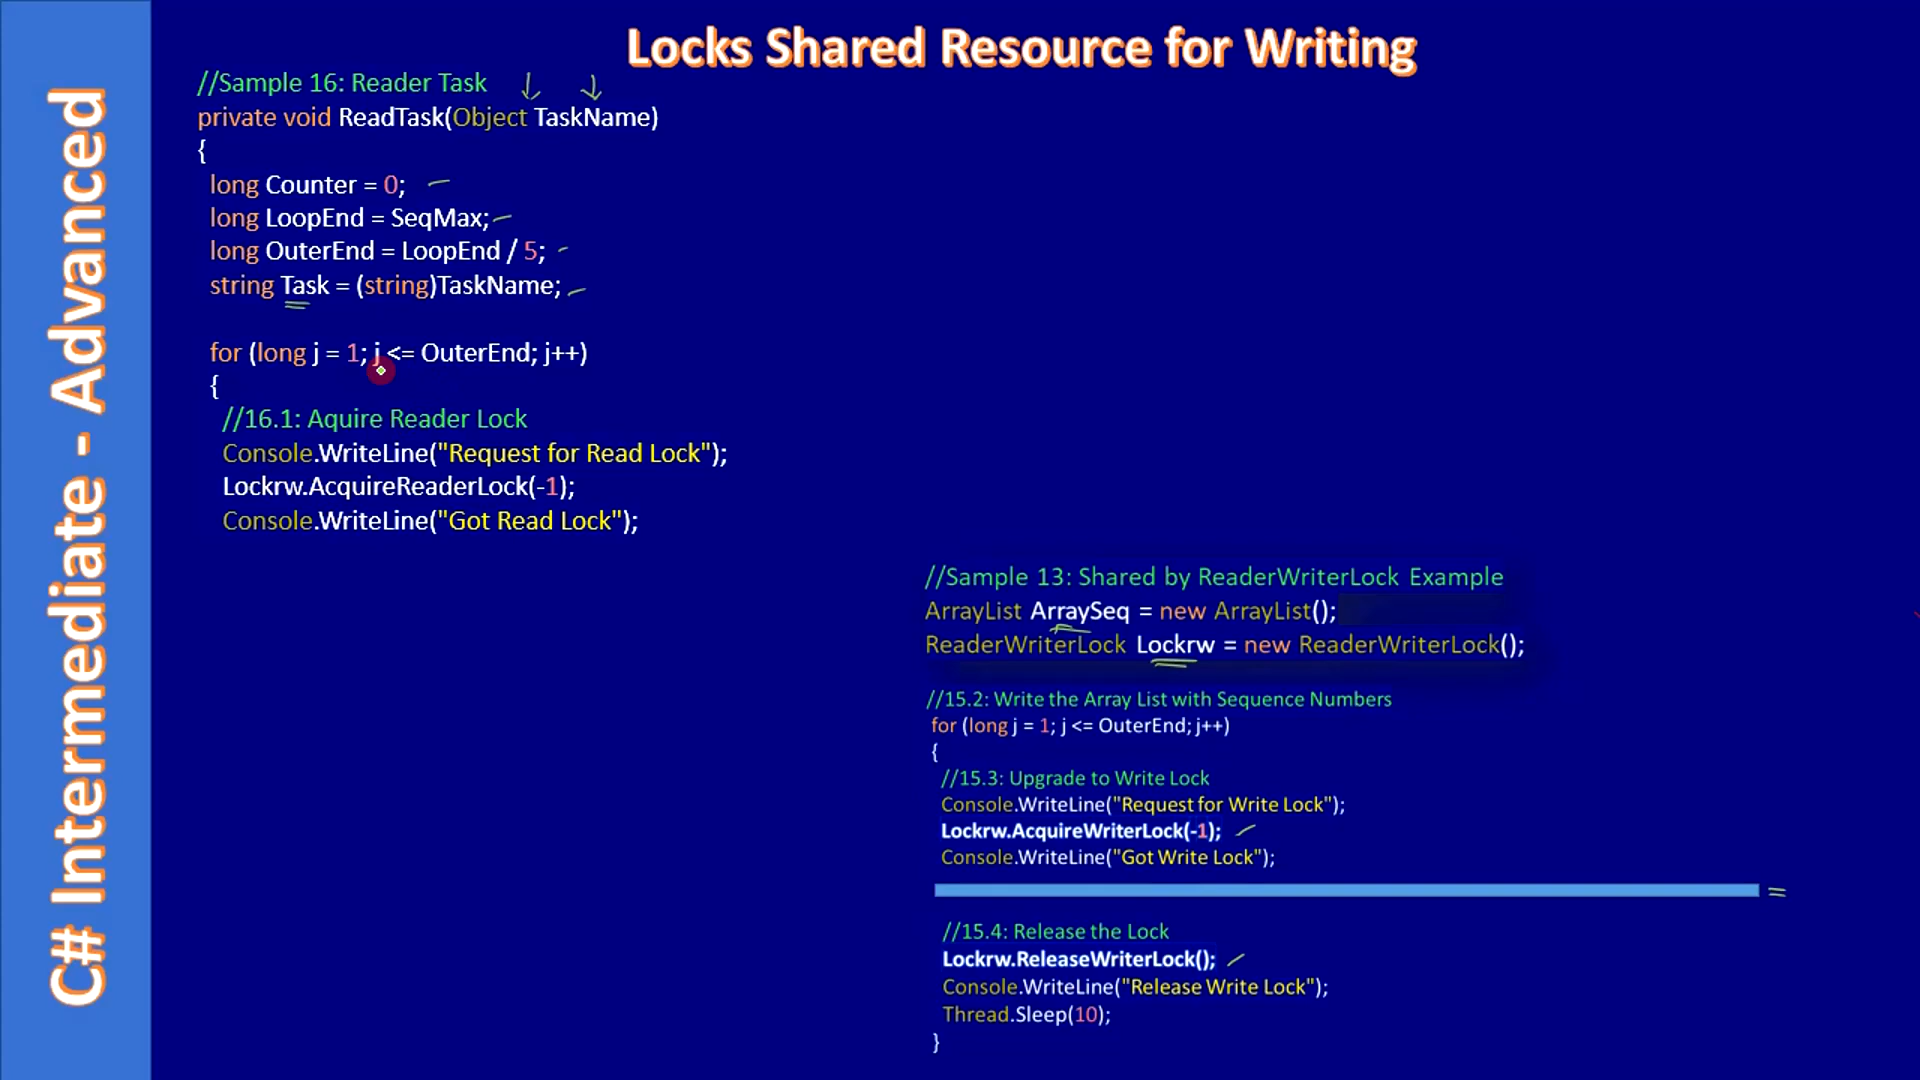 C# Intermediate - Advanced
Locks Shared Resource for Writing
//Sample 16: Reader Task
private void ReadTask(Object TaskName)
{
long Counter = 0;
long LoopEnd = SeqMax;
long OuterEnd = LoopEnd / 5;
string Task = (string)TaskName;
for (long j = 1; j <= OuterEnd; j++)
{
//16.1: Aquire Reader Lock
Console.WriteLine("Request for Read Lock");
Lockrw.AcquireReaderLock(-1);
Console.WriteLine("Got Read Lock");
//Sample 13: Shared by ReaderWriterLock Example
ArrayList ArraySeq = new ArrayList();
ReaderWriterLock Lockrw = new ReaderWriterLock();
//15.2: Write the Array List with Sequence Numbers
for (long j = 1; j <= OuterEnd; j++)
{
//15.3: Upgrade to Write Lock
Console.WriteLine("Request for Write Lock");
Lockrw.AcquireWriterLock(-1);
Console.WriteLine("Got Write Lock");
//15.4: Release the Lock
Lockrw.ReleaseWriterLock();
Console.WriteLine("Release Write Lock");
Thread.Sleep(10);
}